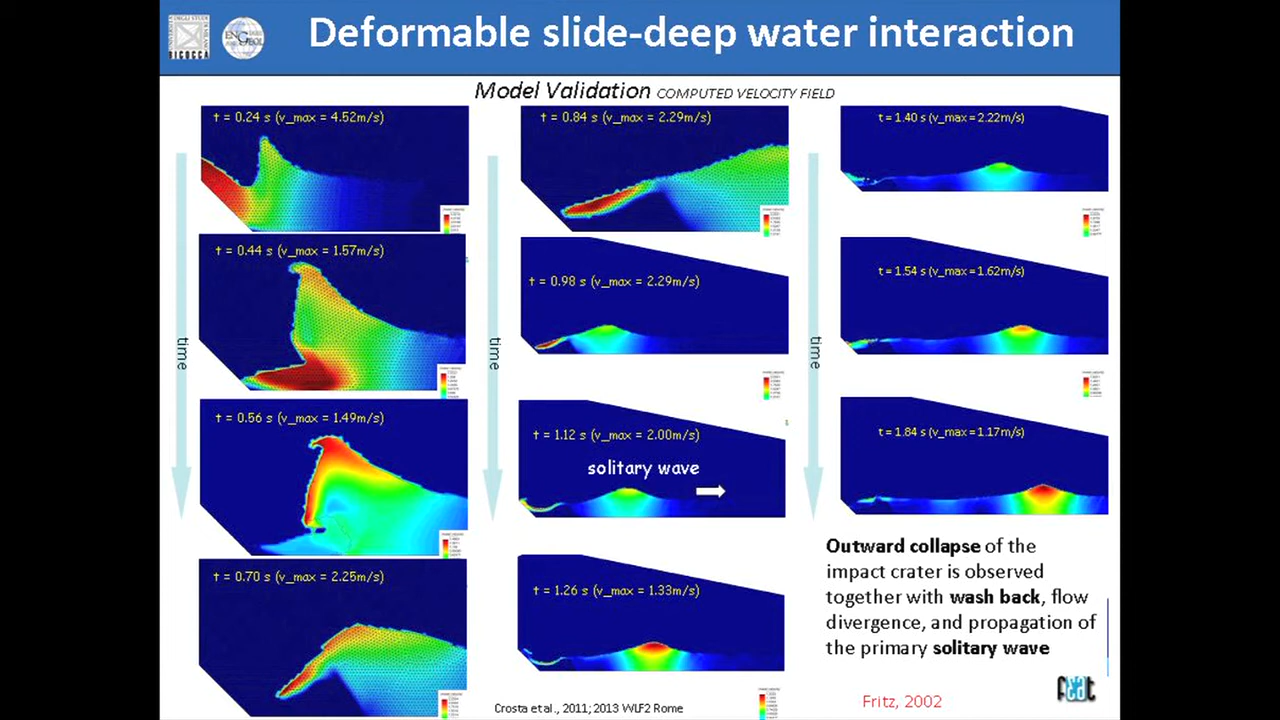 BICOCCA
Deformable slide-deep water interaction
Model Validation COMPUTED VELOCITY FIELD
t = 0.24 s (v_max = 4.52m/s)
t = 0.44 s (v_max = 1.57m/s)
t = 0.56 s (v_max = 1.49m/s)
t = 0.70 s (v_max = 2.25m/s)
time
t = 0.84 s (v_max = 2.29m/s)
t = 0.98 s (v_max = 2.29m/s)
t = 1.12 s (v_max = 2.00m/s)
solitary wave
t = 1.26 s (v_max = 1.33m/s)
time
t = 1.40 s (v_max = 2.22m/s)
t = 1.54 s (v_max = 1.62m/s)
t = 1.84 s (v_max = 1.17m/s)
time
Outward collapse of the
impact crater is observed
together with wash back, flow
divergence, and propagation of
the primary solitary wave
Crosta et al., 2011; 2013 WLF2 Rome
Fritz, 2002